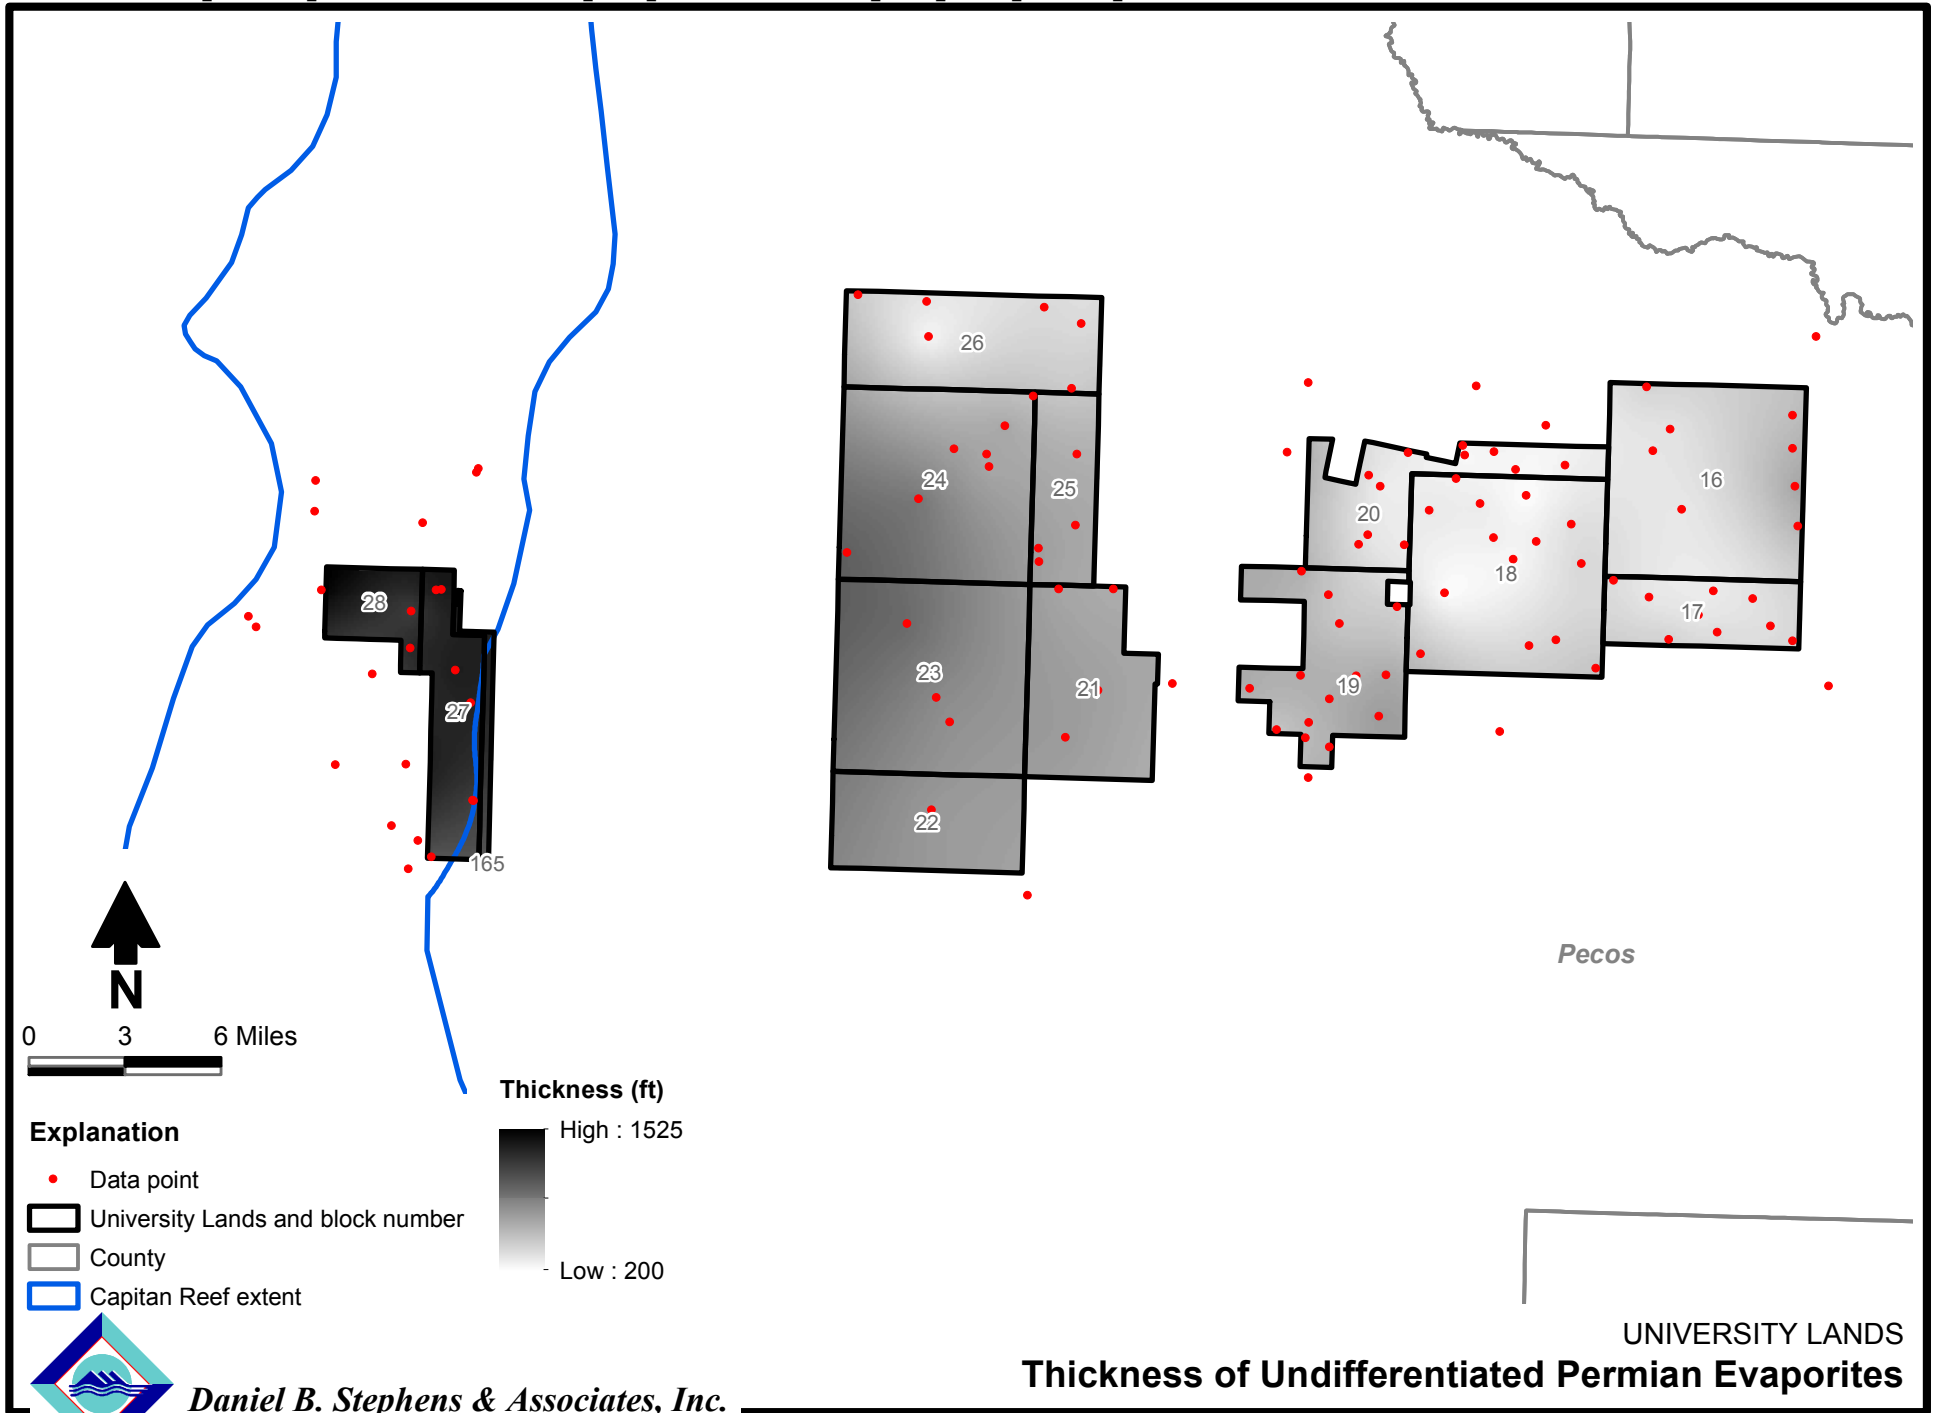 26
24
25
16
20
18
28
17
23
21
19
27
22
165
Pecos
N
0 3 6 Miles
Thickness (ft)
High : 1525
Low : 200
Explanation
Data point
University Lands and block number
County
Capitan Reef extent
UNIVERSITY LANDS
Thickness of Undifferentiated Permian Evaporites
Daniel B. Stephens & Associates, Inc.